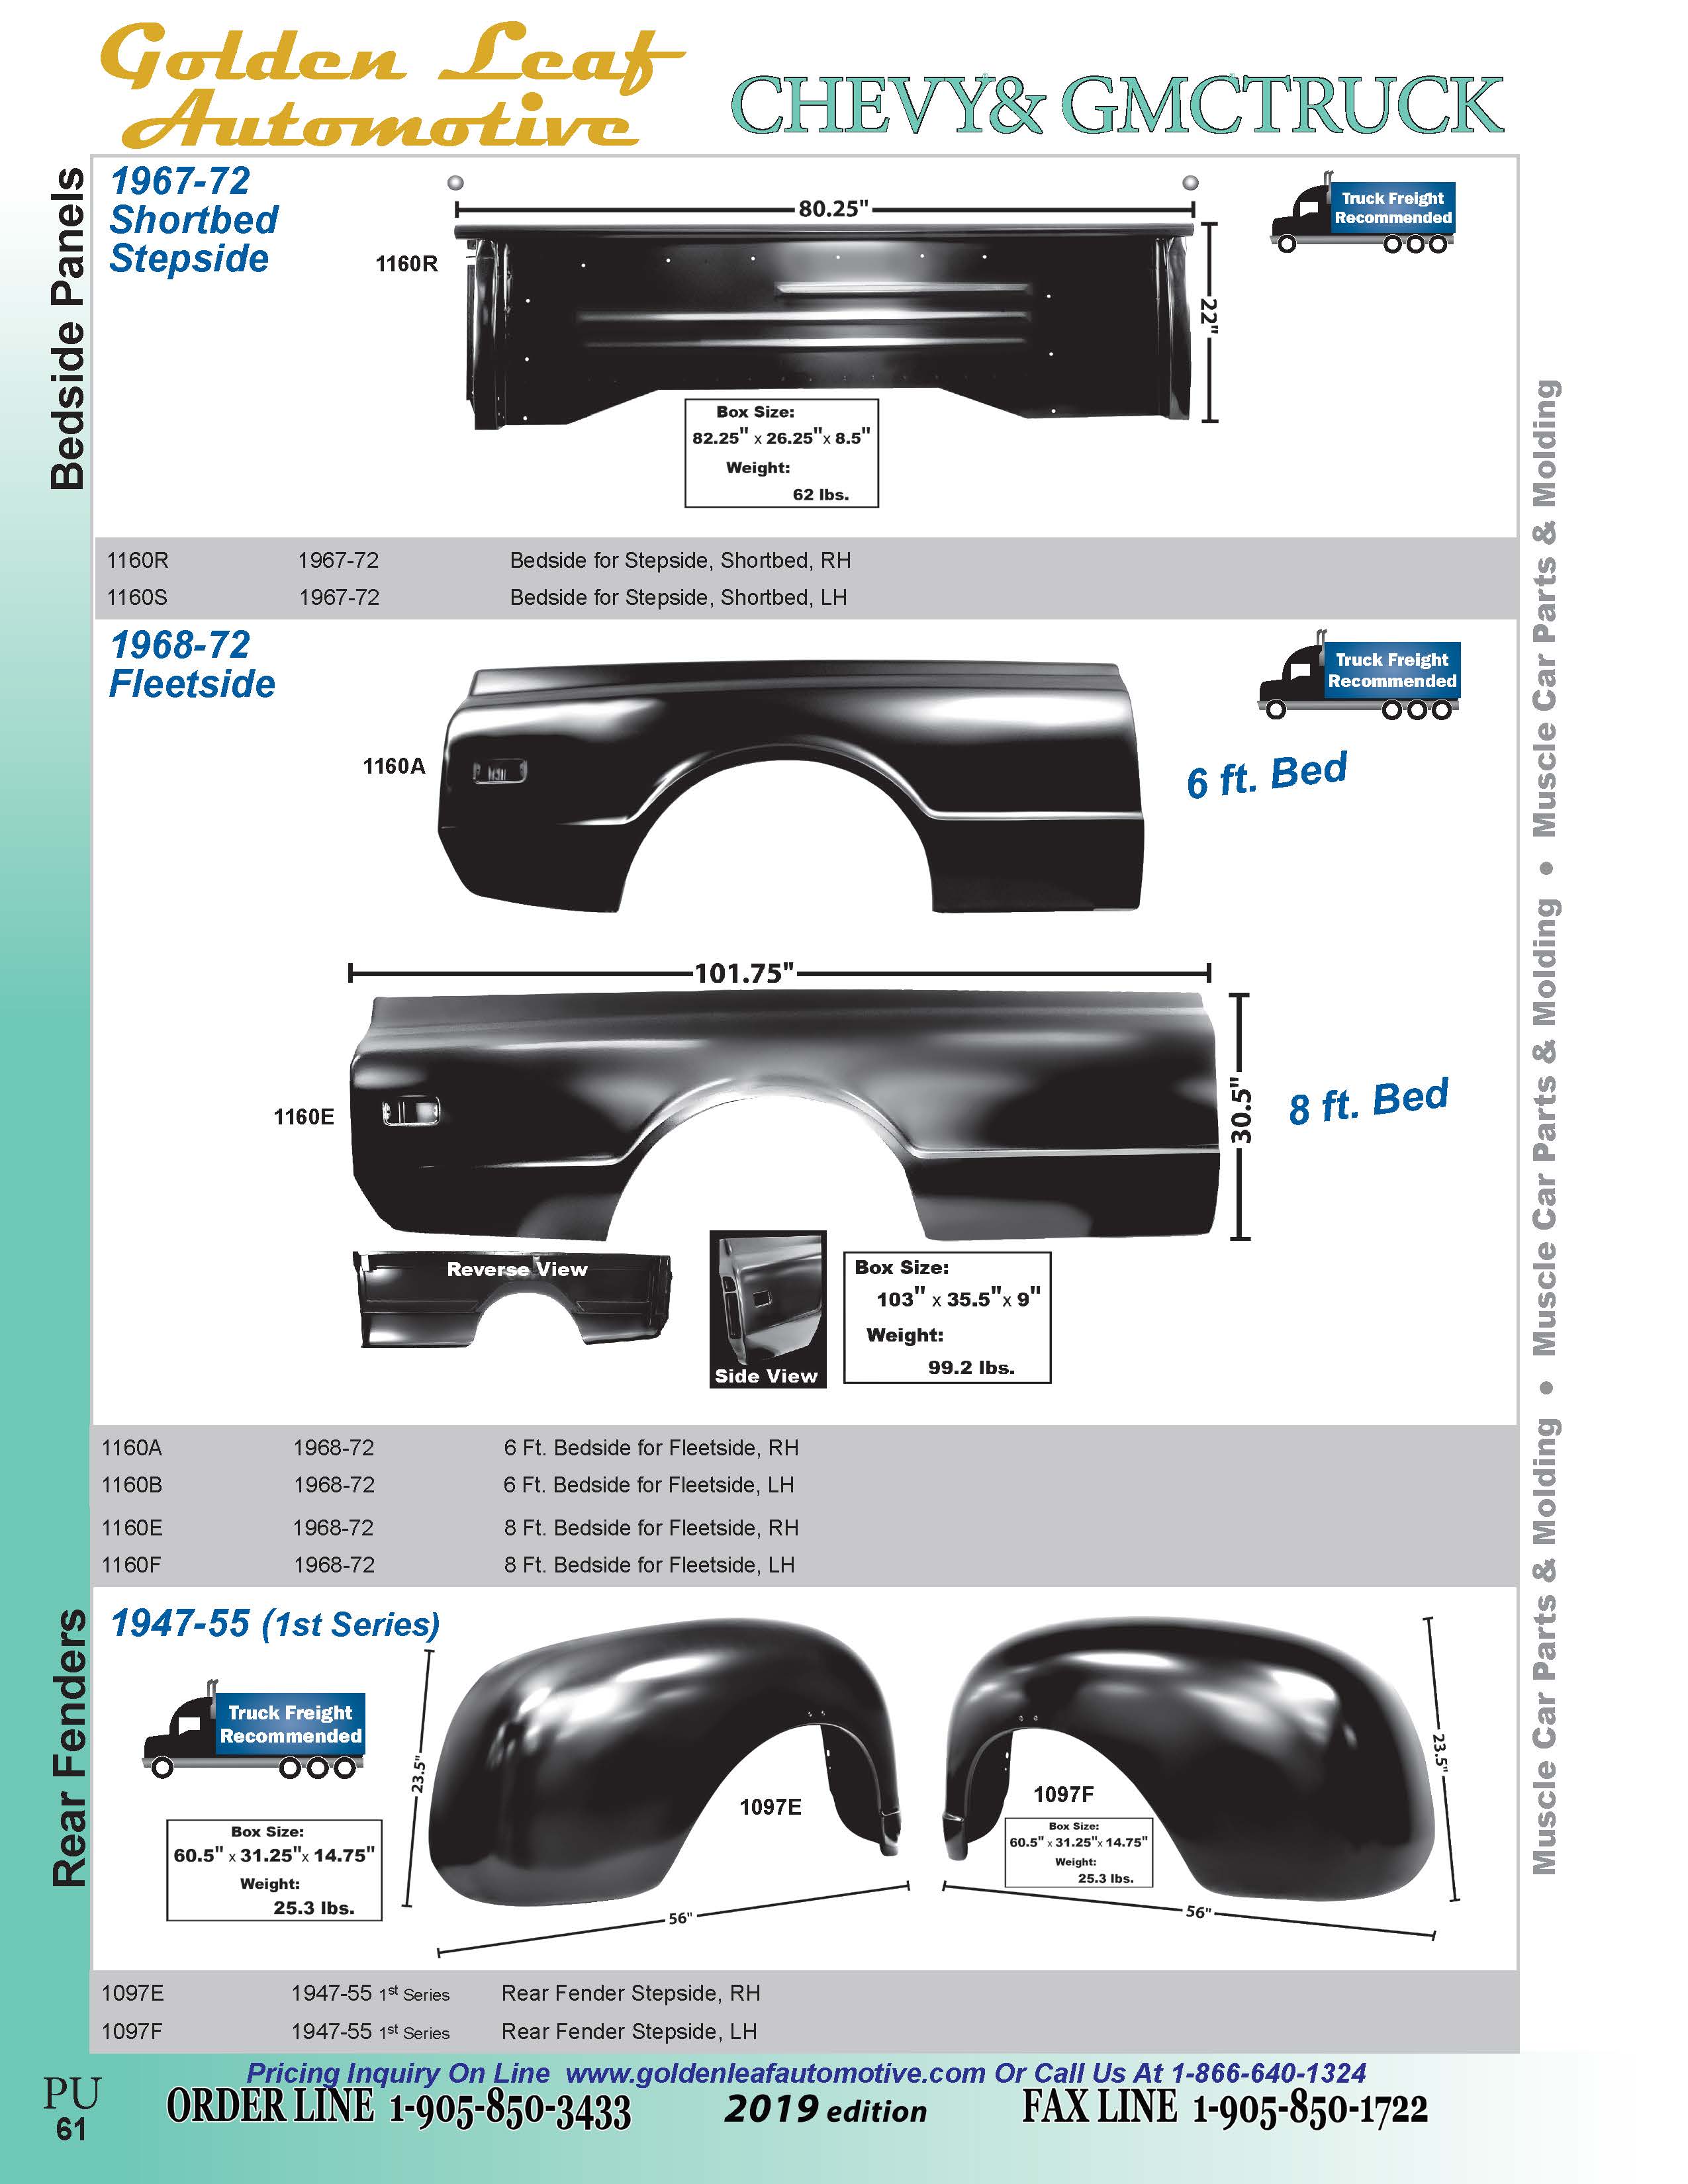 Golden Leaf
Automotive
CHEVY& GMCTRUCK
Bedside Panels
1967-72
Shortbed
Stepside
80.25"
Truck Freight
Recommended
1160R
22"
Box Size:
82.25" x 26.25"x 8.5"
Weight:
62 lbs.
1160R 1967-72 Bedside for Stepside, Shortbed, RH
1160S 1967-72 Bedside for Stepside, Shortbed, LH
1968-72
Fleetside
Truck Freight
Recommended
1160A
6 ft. Bed
101.75"
1160E
30.5"
8 ft. Bed
Reverse View
Side View
Box Size:
103" x 35.5"x 9"
Weight:
99.2 lbs.
1160A 1968-72 6 Ft. Bedside for Fleetside, RH
1160B 1968-72 6 Ft. Bedside for Fleetside, LH
1160E 1968-72 8 Ft. Bedside for Fleetside, RH
1160F 1968-72 8 Ft. Bedside for Fleetside, LH
Rear Fenders
1947-55 (1st Series)
Truck Freight
Recommended
23.5"
1097E
56"
Box Size:
60.5" x 31.25"x 14.75"
Weight:
25.3 lbs.
1097F
Box Size:
60.5" x 31.25"x 14.75"
Weight:
25.3 lbs.
23.5"
56"
1097E 1947-55 1st Series Rear Fender Stepside, RH
1097F 1947-55 1st Series Rear Fender Stepside, LH
Muscle Car Parts & Molding • Muscle Car Parts & Molding • Muscle Car Parts & Molding
Pricing Inquiry On Line www.goldenleafautomotive.com Or Call Us At 1-866-640-1324
PU
61
ORDER LINE 1-905-850-3433 2019 edition FAX LINE 1-905-850-1722